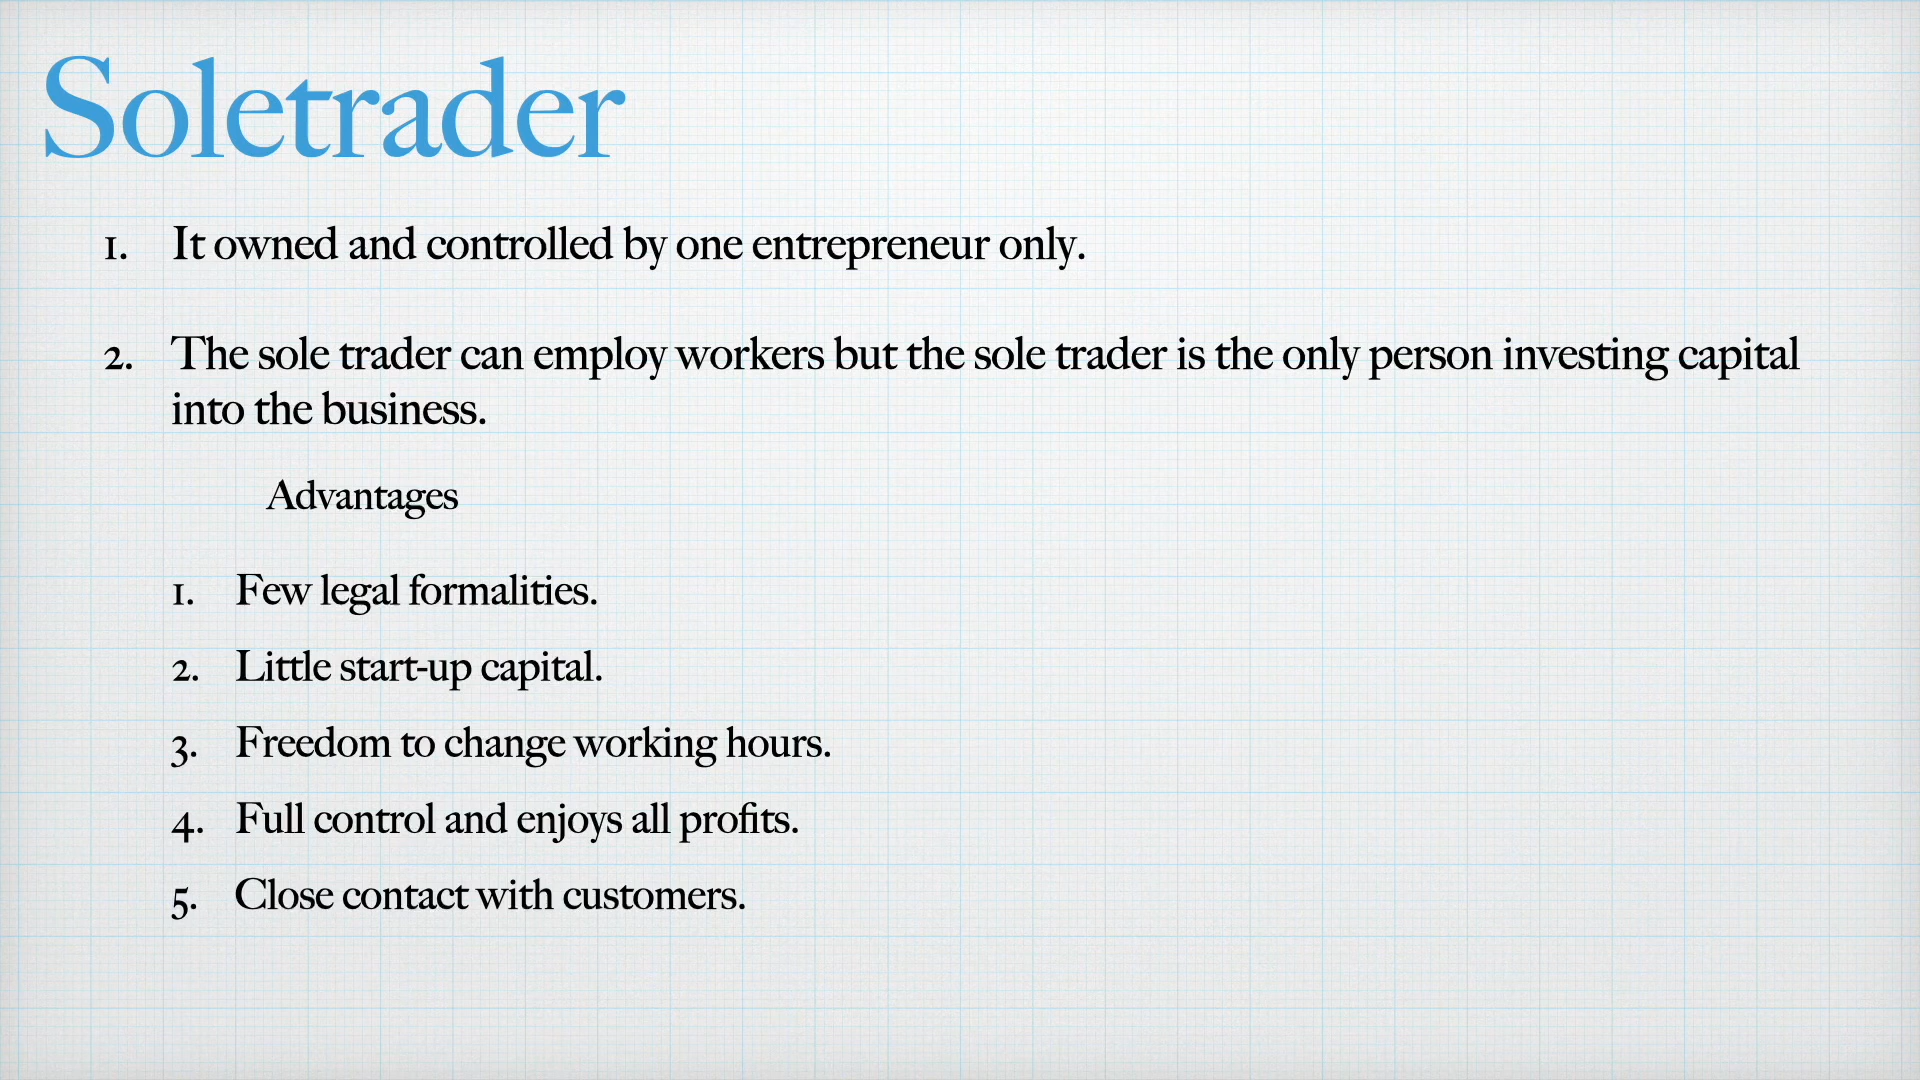 Soletrader
1. It owned and controlled by one entrepreneur only.
2. The sole trader can employ workers but the sole trader is the only person investing capital
into the business.
Advantages
1. Few legal formalities.
2. Little start-up capital.
3. Freedom to change working hours.
4. Full control and enjoys all profits.
5. Close contact with customers.